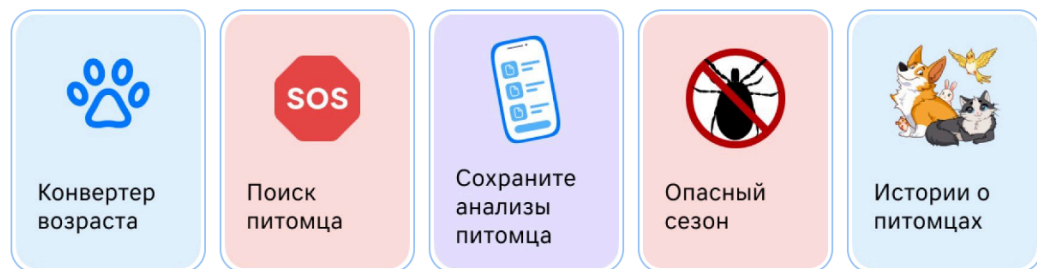 Конвертер
возраста
SOS
Поиск
питомца
Сохраните
анализы
питомца
Опасный
сезон
Истории о
питомцах